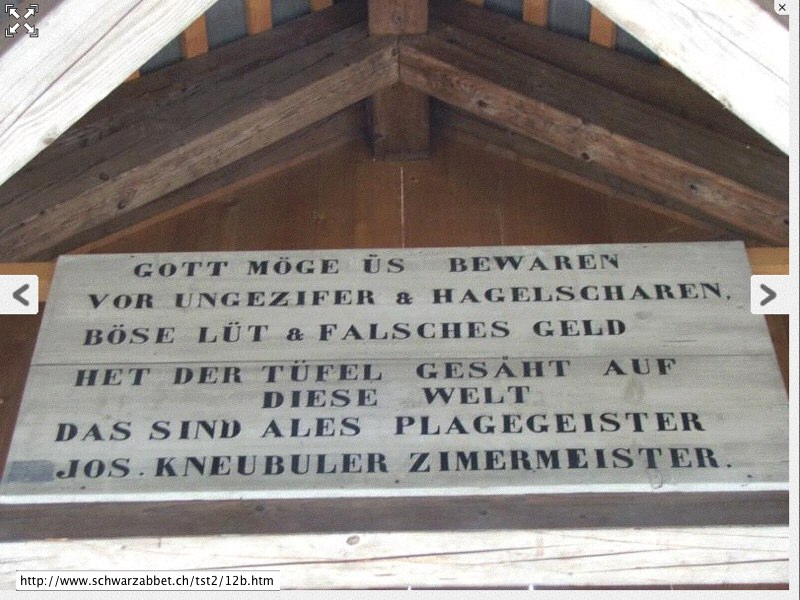 GOTT MÖGE ÜS BEWAREN
VOR UNGEZIFER & HAGELSCHAREN,
BÖSE LÜT & FALSCHES GELD
HET DER TÜFEL GESÄHT AUF
DIESE WELT
DAS SIND ALES PLAGEGEISTER
JOS. KNEUBULER ZIMERMEISTER.
http://www.schwarzabbet.ch/tst2/12b.htm